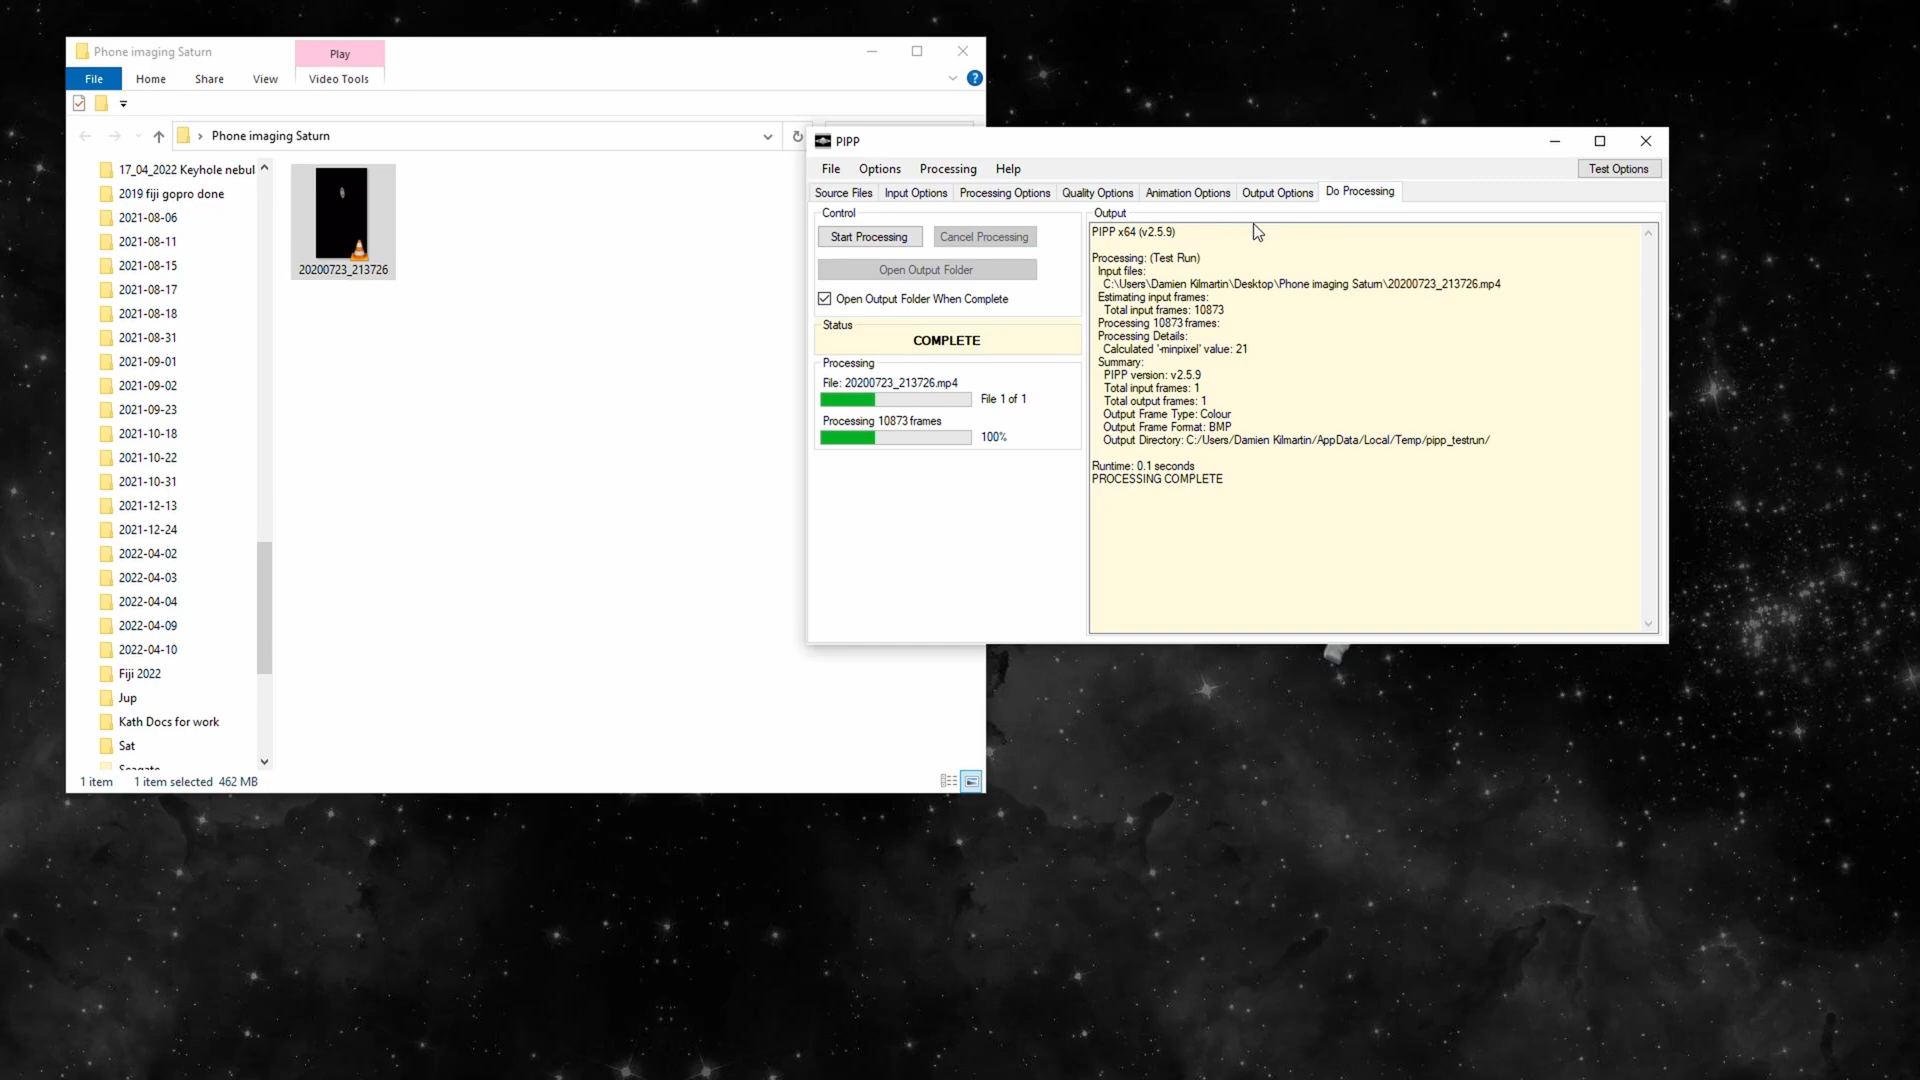 Phone imaging Saturn
Play
File
Home
Share
View
Video Tools
?
Phone imaging Saturn
17_04_2022 Keyhole nebul
2019 fiji gopro done
2021-08-06
2021-08-11
2021-08-15
2021-08-17
2021-08-18
2021-08-31
2021-09-01
2021-09-02
2021-09-23
2021-10-18
2021-10-22
2021-10-31
2021-12-13
2021-12-24
2022-04-02
2022-04-03
2022-04-04
2022-04-09
2022-04-10
Fiji 2022
Jup
Kath Docs for work
Sat
Seagate
20200723_213726
1 item
1 item selected 462 MB
PIPP
File
Options
Processing
Help
Test Options
Source Files
Input Options
Processing Options
Quality Options
Animation Options
Output Options
Do Processing
Control
Start Processing
Cancel Processing
Open Output Folder
Open Output Folder When Complete
Status
COMPLETE
Processing
File: 20200723_213726.mp4
File 1 of 1
Processing 10873 frames
100%
Output
PIPP x64 (v2.5.9)
Processing: (Test Run)
Input files:
C:\Users\Damien Kilmartin\Desktop\Phone imaging Saturn\20200723_213726.mp4
Estimating input frames:
Total input frames: 10873
Processing 10873 frames:
Processing Details:
Calculated '-minpixel' value: 21
Summary:
PIPP version: v2.5.9
Total input frames: 1
Total output frames: 1
Output Frame Type: Colour
Output Frame Format: BMP
Output Directory: C:/Users/Damien Kilmartin/AppData/Local/Temp/pipp_testrun/
Runtime: 0.1 seconds
PROCESSING COMPLETE